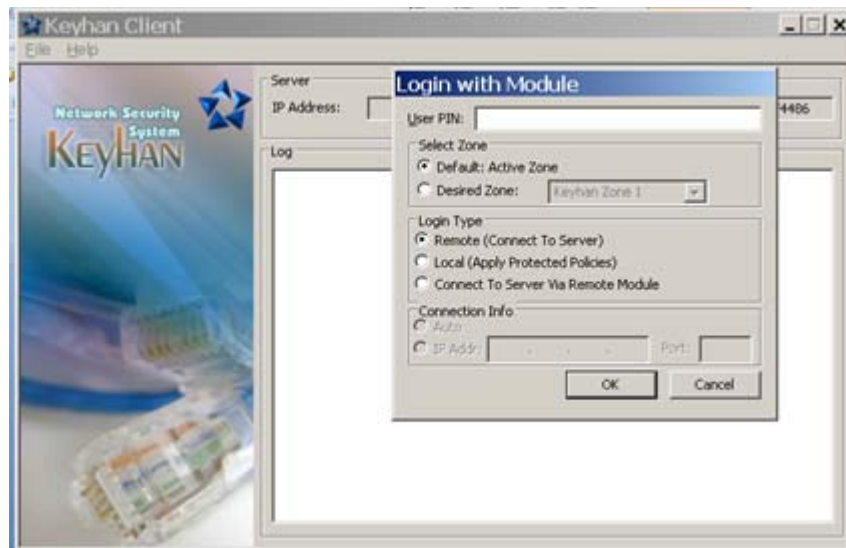 Keyhan Client
File Help
Network Security
System
KEYHAN
Server
IP Address:
4486
Log
Login with Module
User PIN:
Select Zone
Default: Active Zone
Desired Zone: Keyhan Zone 1
Login Type
Remote (Connect To Server)
Local (Apply Protected Policies)
Connect To Server Via Remote Module
Connection Info
Auto
IP Addr: . . . Port:
OK Cancel